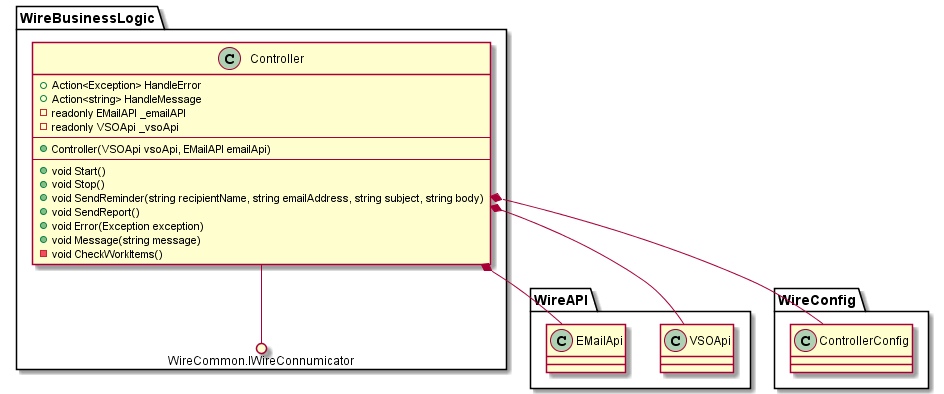 WireBusinessLogic
C Controller
Action<Exception> HandleError
Action<string> HandleMessage
readonly EMailAPI _emailAPI
readonly VSOApi _vsoApi
Controller(VSOApi vsoApi, EMailAPI emailApi)
void Start()
void Stop()
void SendReminder(string recipientName, string emailAddress, string subject, string body)
void SendReport()
void Error(Exception exception)
void Message(string message)
void CheckWorkItems()
WireCommon.IWireConnumicator
WireAPI
C EMailApi
C VSOApi
WireConfig
C ControllerConfig